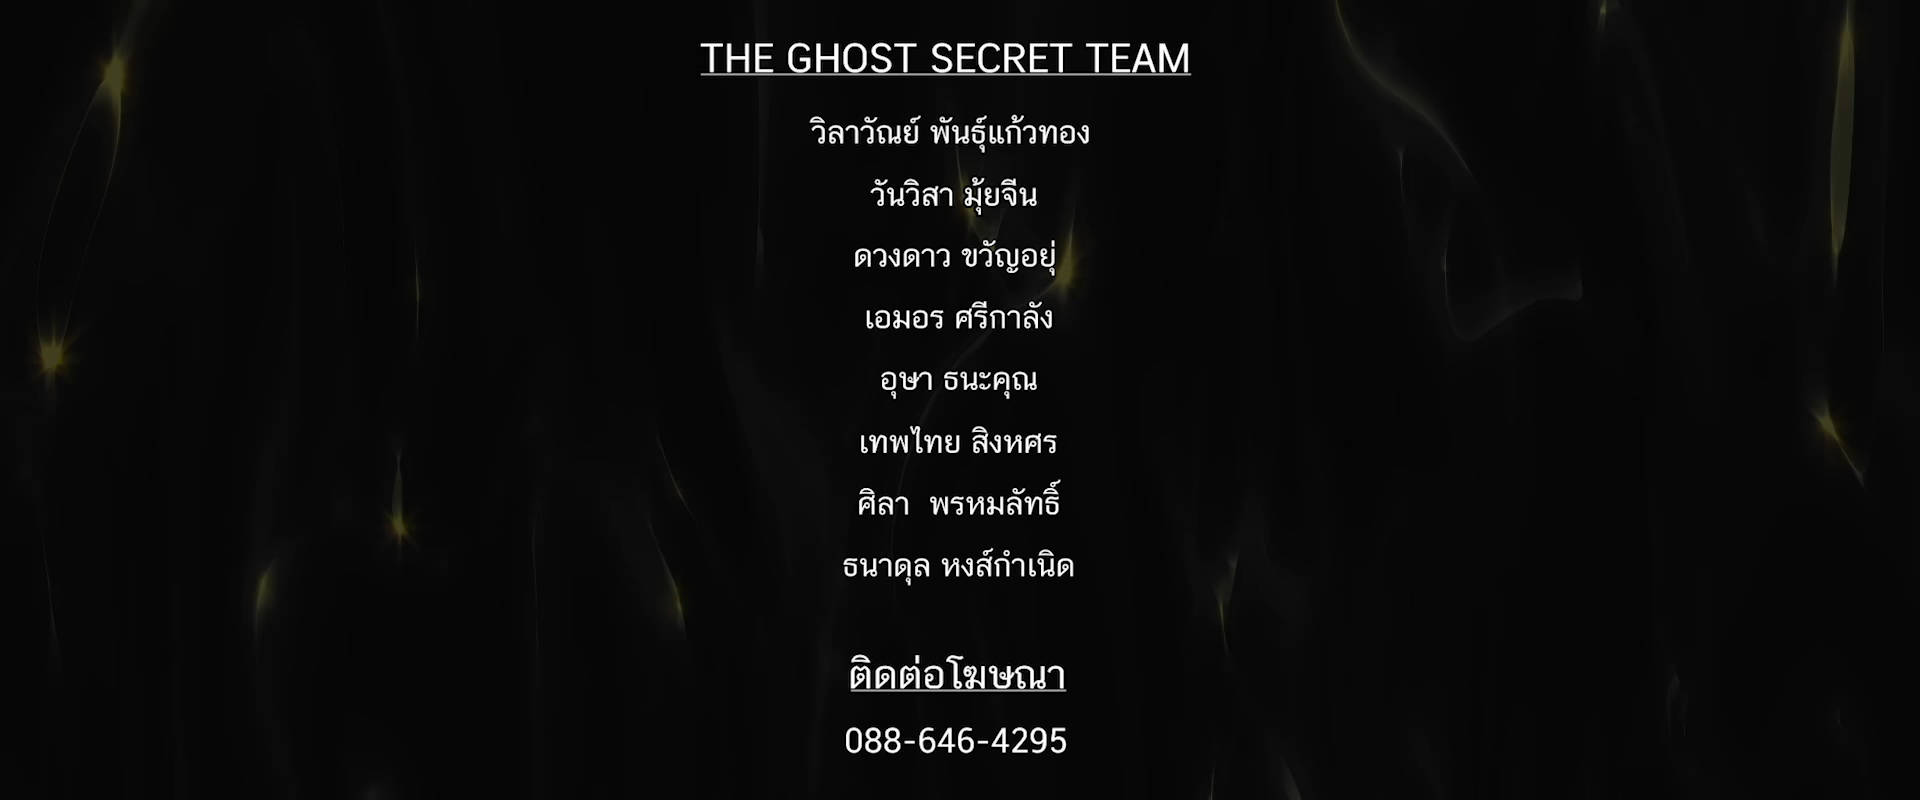 THE GHOST SECRET TEAM
วิลาวัณย์ พันธุ์แก้วทอง
วันวิสา มุ้ยจีน
ดวงดาว ขวัญอยุ่
เอมอร ศรีกาลัง
อุษา ธนะคุณ
เทพไทย สิงหศร
ศิลา  พรหมลัทธิ์
ธนาดุล หงส์กำเนิด
ติดต่อโฆษณา
088-646-4295